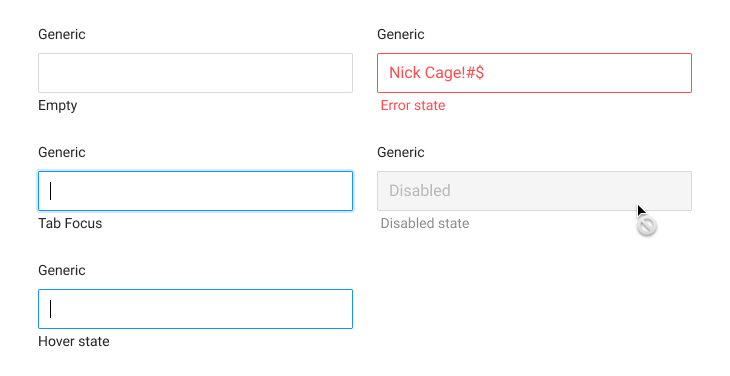 Generic
Empty
Generic
Nick Cage!#$
Error state
Generic
Tab Focus
Generic
Disabled
Disabled state
Generic
Hover state